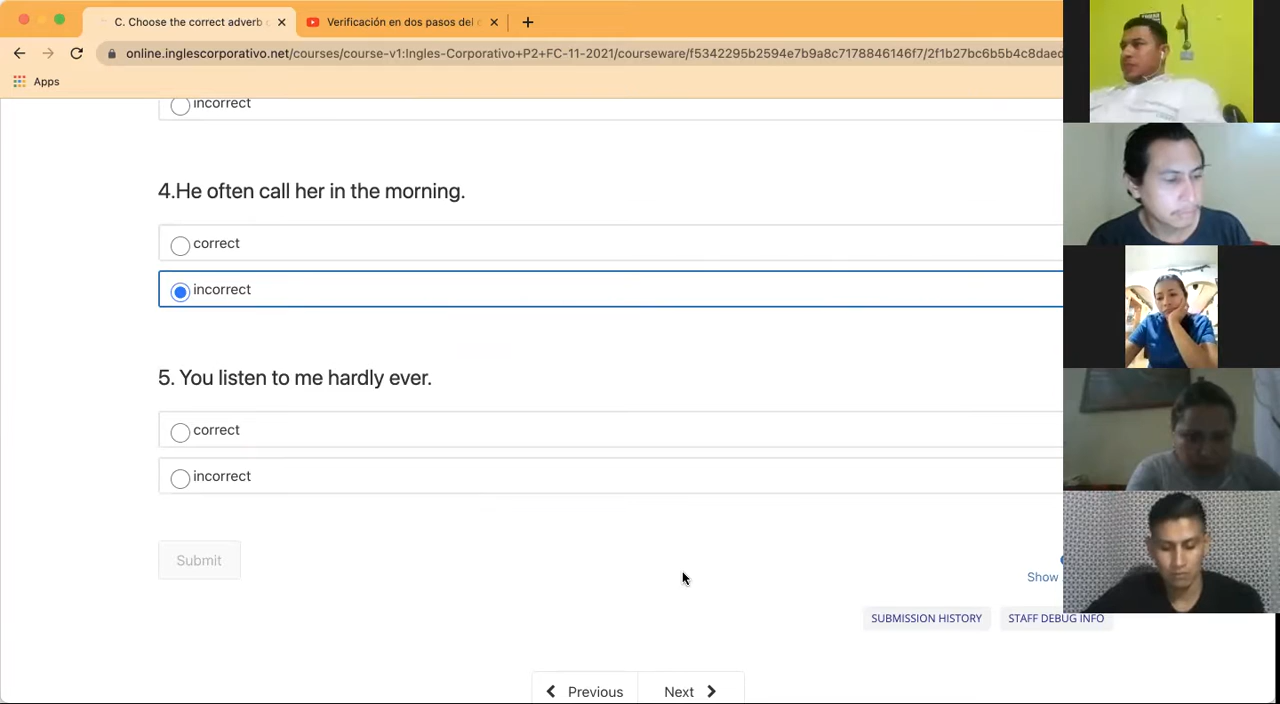 C. Choose the correct adverb
Verificación en dos pasos del
online.inglescorporativo.net/courses/course-v1:Ingles-Corporativo+P2+FC-11-2021/courseware/f5342295b2594e7b9a8c7178846146f7/2f1b27bc6b5b4c8daed
Apps
incorrect
4.He often call her in the morning.
correct
incorrect
5. You listen to me hardly ever.
correct
incorrect
Submit
Show
SUBMISSION HISTORY
STAFF DEBUG INFO
Previous
Next